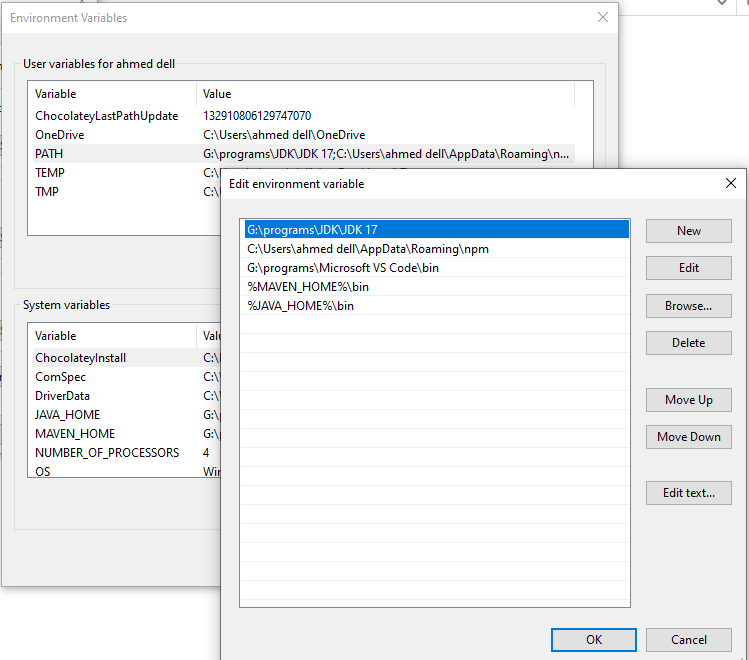 Environment Variables
User variables for ahmed dell
Variable Value
ChocolateyLastPathUpdate 132910806129747070
OneDrive C:\Users\ahmed dell\OneDrive
PATH G:\programs\JDK\JDK 17;C:\Users\ahmed dell\AppData\Roaming\n...
TEMP
TMP
System variables
Variable
ChocolateyInstall
ComSpec
DriverData
JAVA_HOME
MAVEN_HOME
NUMBER_OF_PROCESSORS 4
OS
Edit environment variable
G:\programs\JDK\JDK 17
C:\Users\ahmed dell\AppData\Roaming\npm
G:\programs\Microsoft VS Code\bin
%MAVEN_HOME%\bin
%JAVA_HOME%\bin
New
Edit
Browse...
Delete
Move Up
Move Down
Edit text...
OK
Cancel